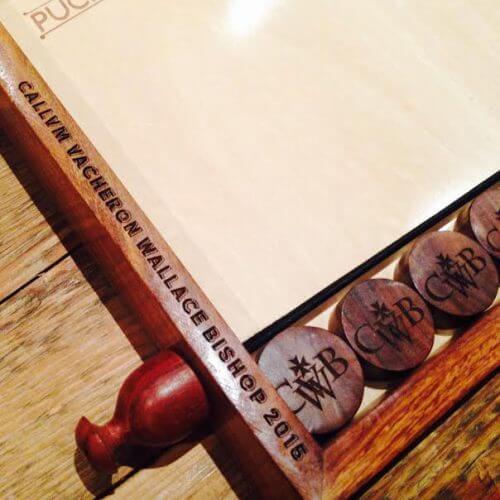 PUC
CALLVM VACHERON WALLACE BISHOP 2015
CWB
CWB
CWB
C